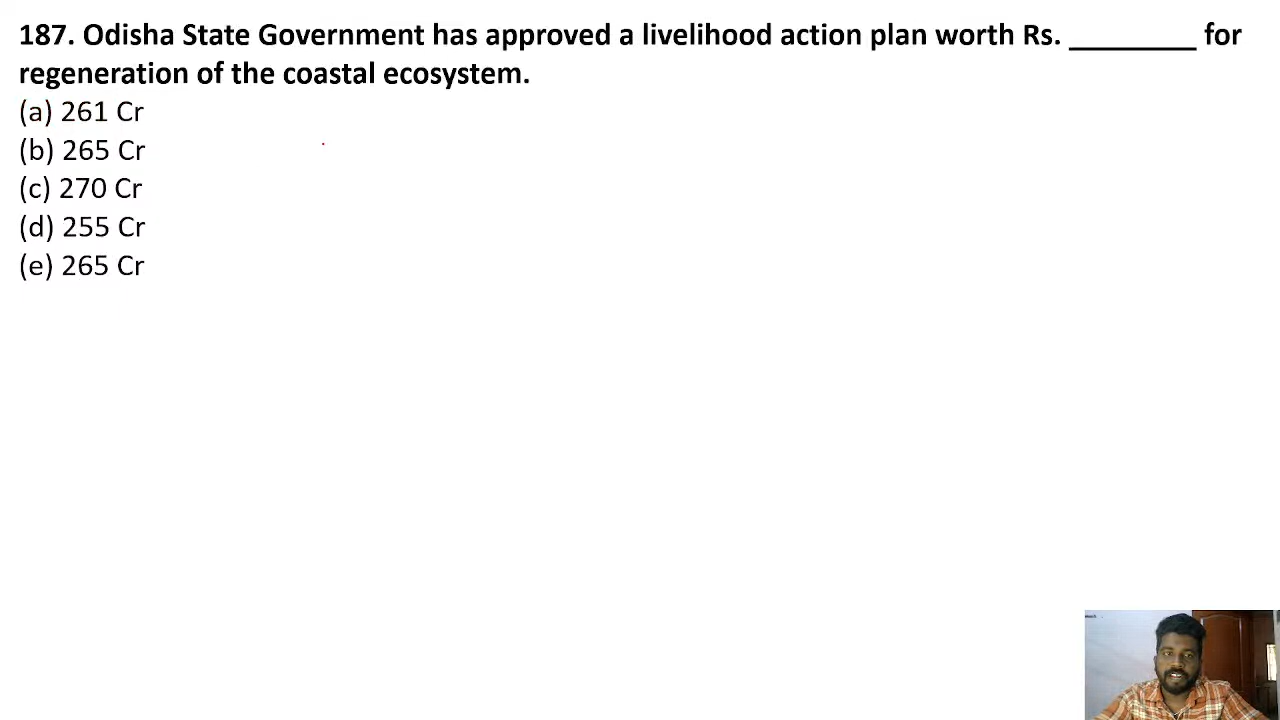 187. Odisha State Government has approved a livelihood action plan worth Rs. ________ for
regeneration of the coastal ecosystem.
(a) 261 Cr
(b) 265 Cr
(c) 270 Cr
(d) 255 Cr
(e) 265 Cr